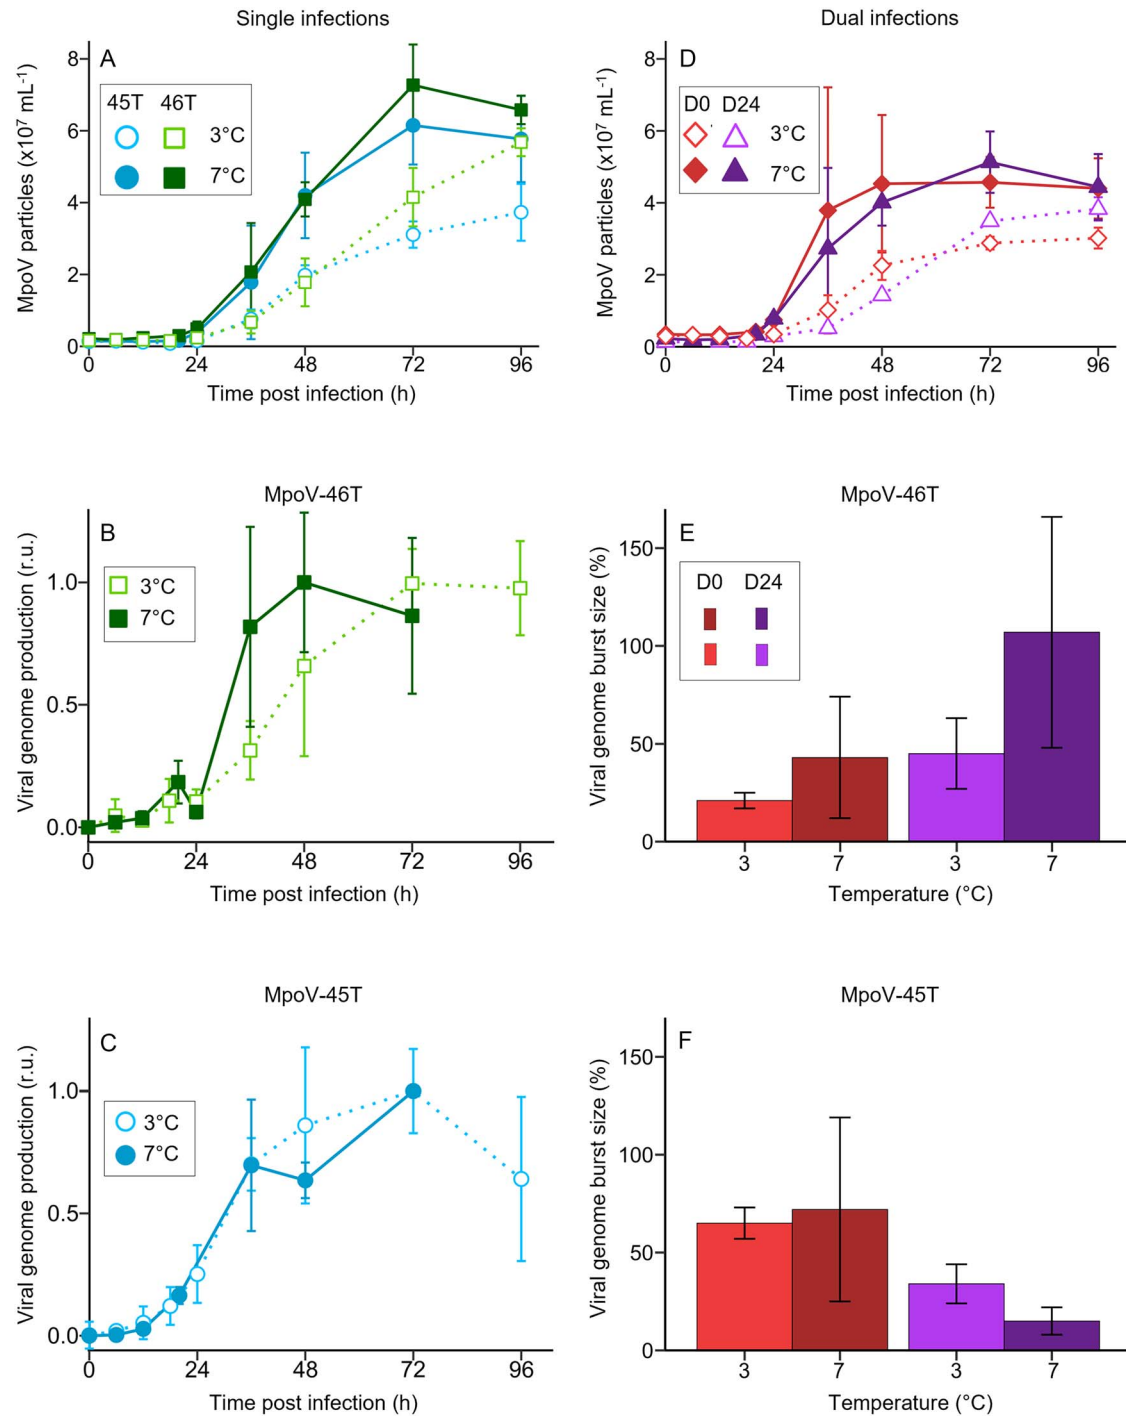 Single infections
A
MpoV particles (x10⁷ mL⁻¹)
8
6
4
2
0
45T 46T
3°C
7°C
0 24 48 72 96
Time post infection (h)
Dual infections
D
MpoV particles (x10⁷ mL⁻¹)
8
6
4
2
0
D0 D24
3°C
7°C
0 24 48 72 96
Time post infection (h)
MpoV-46T
B
Viral genome production (r.u.)
1.0
0.5
0.0
3°C
7°C
0 24 48 72 96
Time post infection (h)
MpoV-46T
E
Viral genome burst size (%)
150
100
50
0
D0 D24
3 7 3 7
Temperature (°C)
MpoV-45T
C
Viral genome production (r.u.)
1.0
0.5
0.0
3°C
7°C
0 24 48 72 96
Time post infection (h)
MpoV-45T
F
Viral genome burst size (%)
150
100
50
0
3 7 3 7
Temperature (°C)